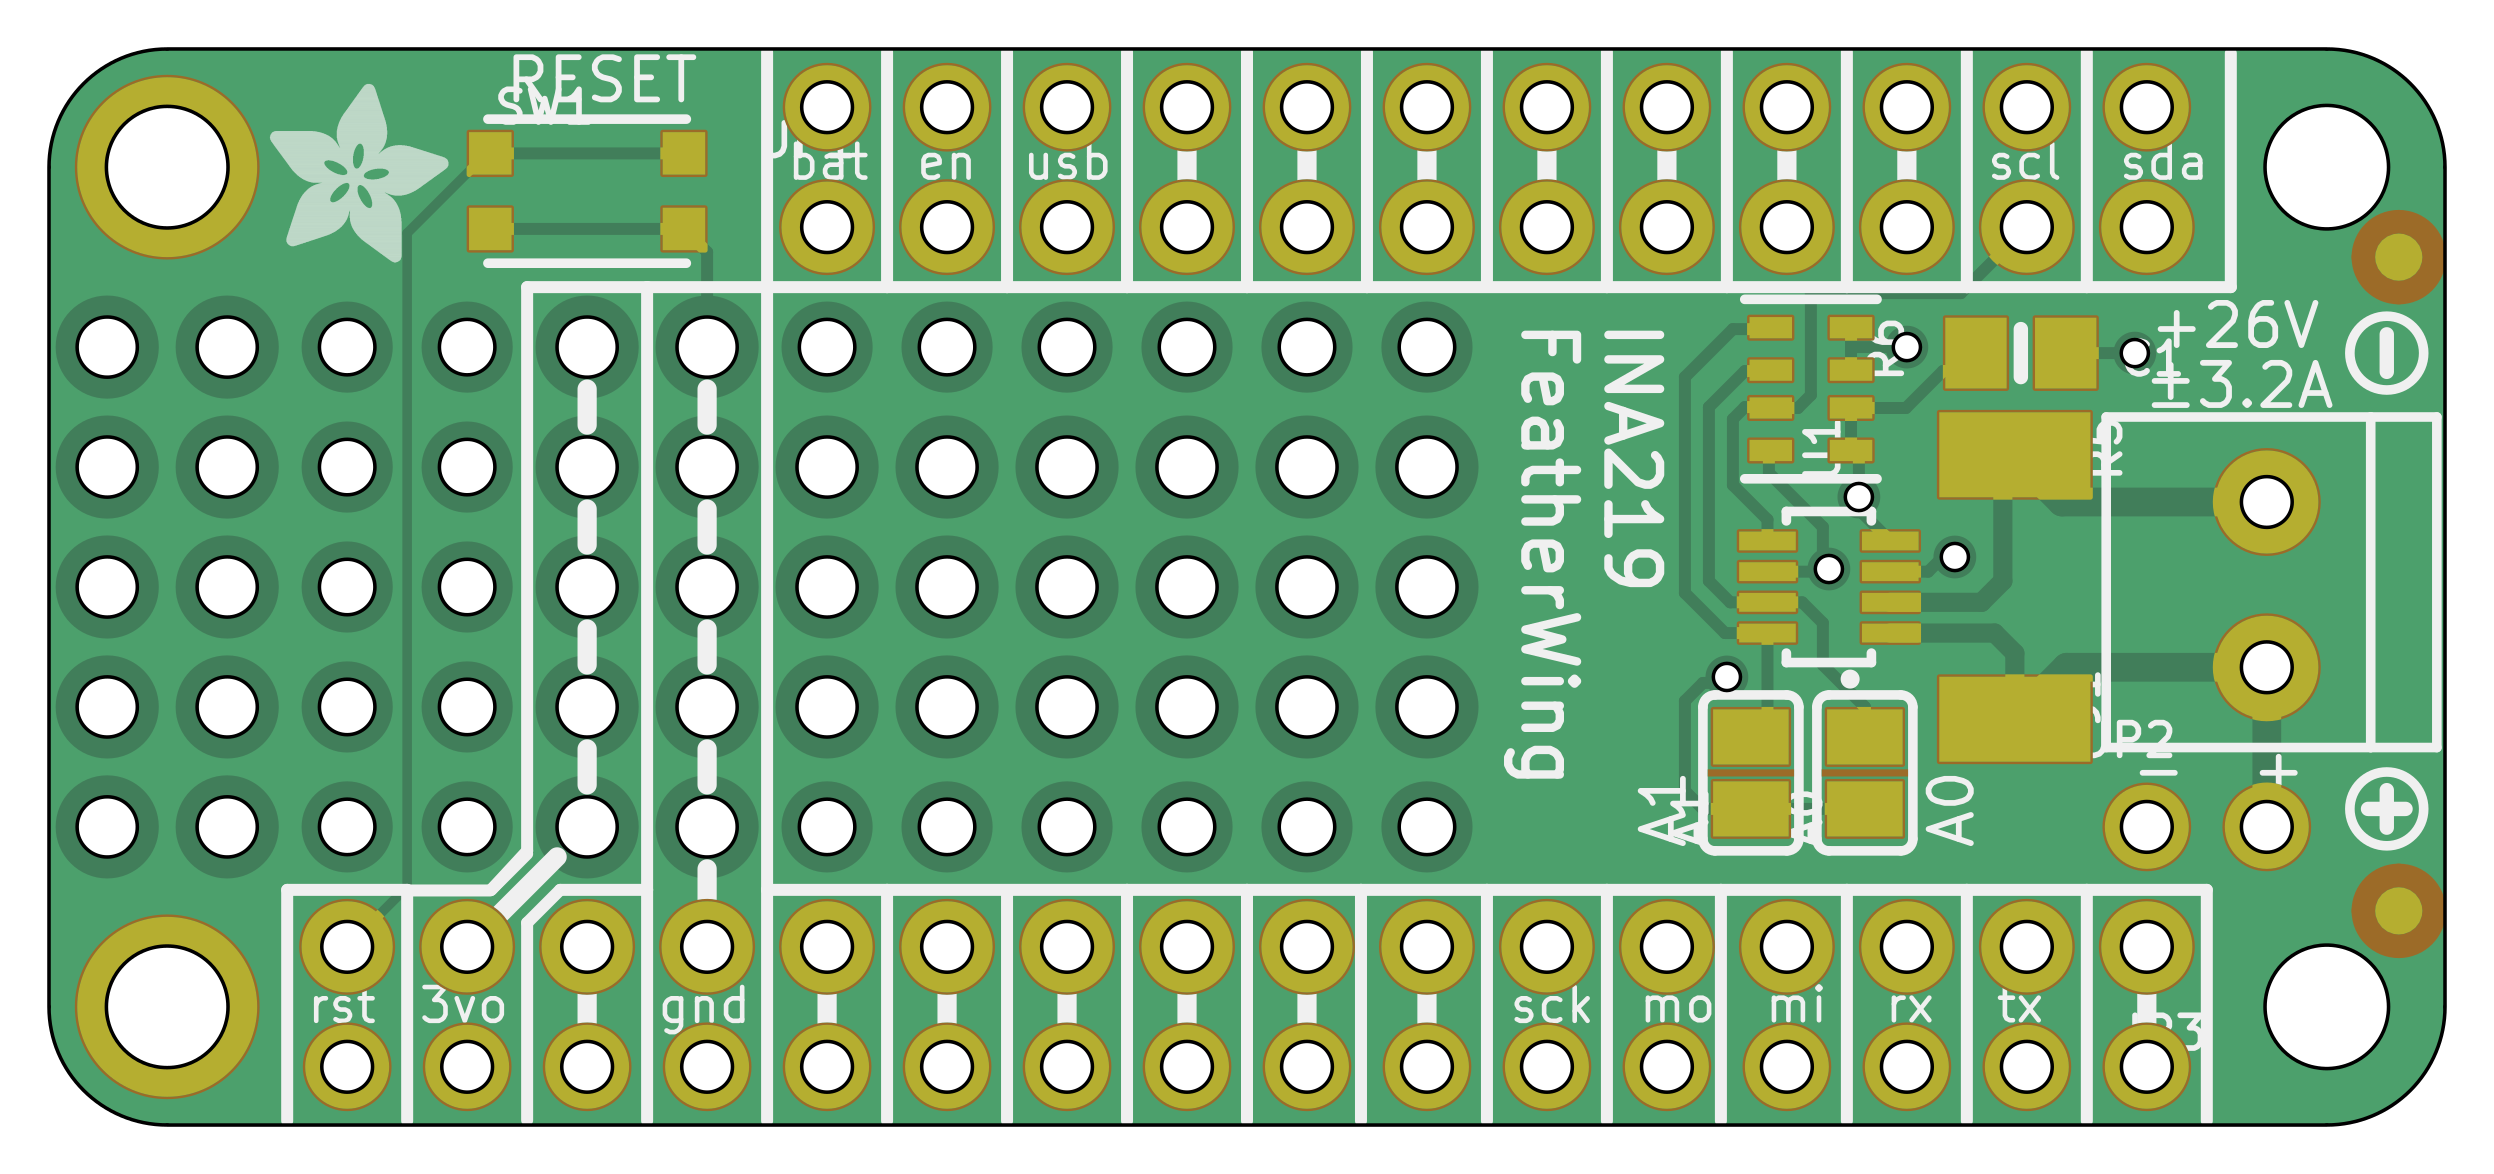 RESET
SW1
bat
en
usb
scl
sda
+26V
±3.2A
INA219
FeatherWing
C1
R2
A1
A0
-
+
rst
3vo
gnd
sck
mo
mi
rx
tx